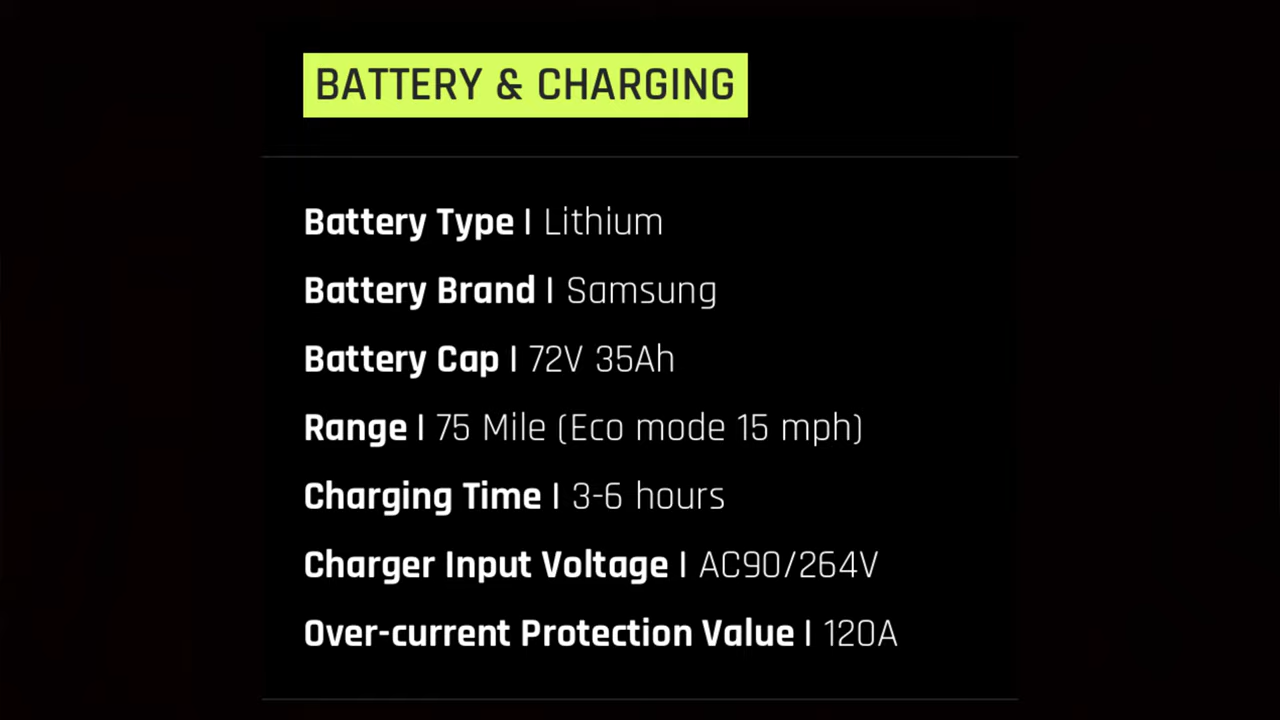 BATTERY & CHARGING
Battery Type | Lithium
Battery Brand | Samsung
Battery Cap | 72V 35Ah
Range | 75 Mile (Eco mode 15 mph)
Charging Time | 3-6 hours
Charger Input Voltage | AC90/264V
Over-current Protection Value | 120A